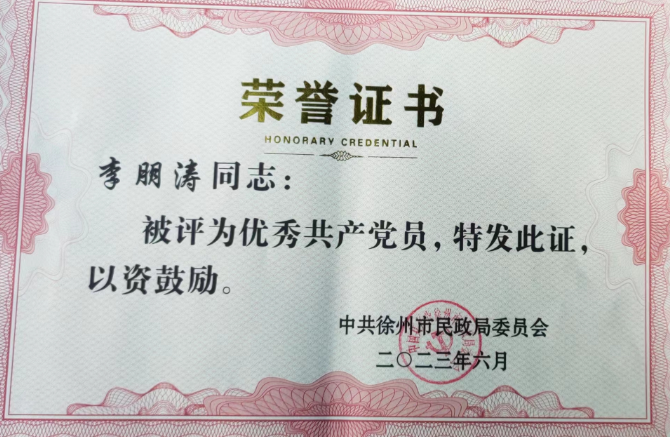 荣誉证书
HONORARY CREDENTIAL
李朋涛同志：
被评为优秀共产党员，特发此证，
以资鼓励。
中共徐州市民政局委员会
二〇二三年六月